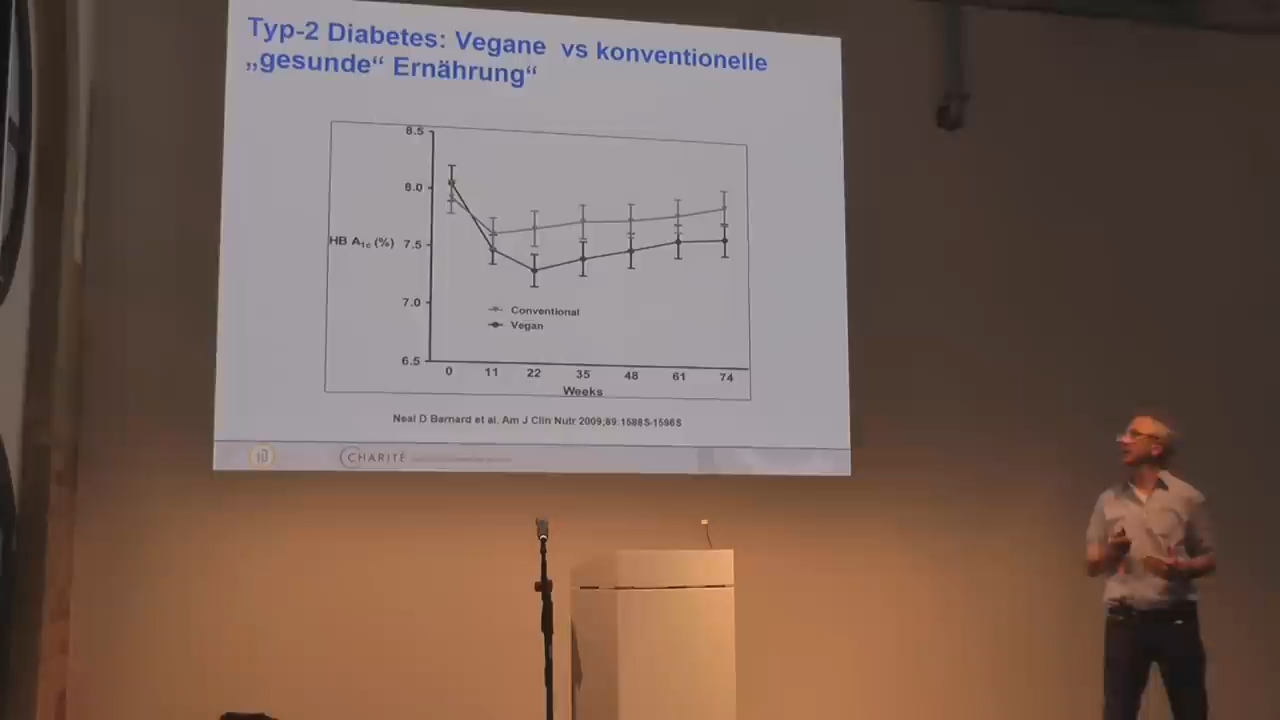 Typ-2 Diabetes: Vegane vs konventionelle
„gesunde“ Ernährung“
8.5
8.0
HB A1c (%) 7.5
7.0
6.5
Conventional
Vegan
0 11 22 35 48 61 74
Weeks
Neal D Barnard et al. Am J Clin Nutr 2009;89:1588S-1596S
CHARITÉ